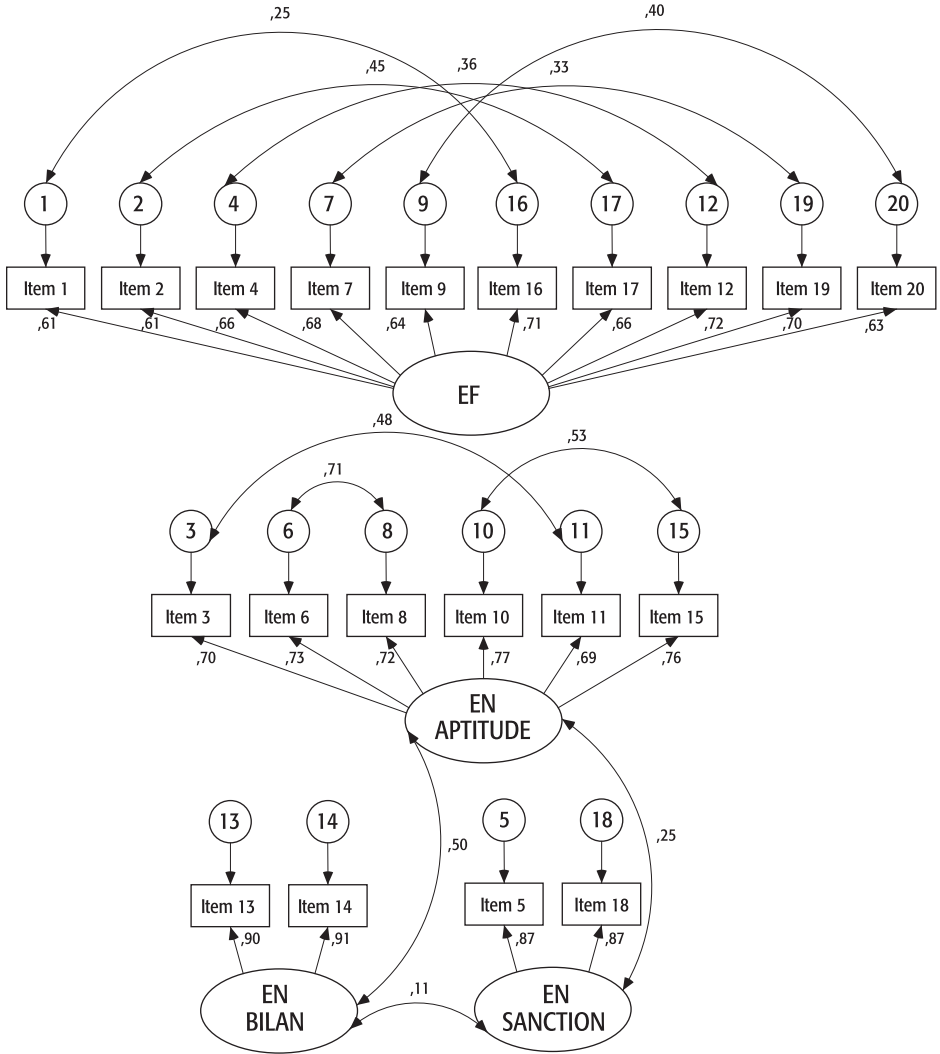 ,25
,40
,45
,36
,33
1 2 4 7 9 16 17 12 19 20
Item 1 Item 2 Item 4 Item 7 Item 9 Item 16 Item 17 Item 12 Item 19 Item 20
,61 ,61 ,66 ,68 ,64 ,71 ,66 ,72 ,70 ,63
EF
,48
,53
,71
3 6 8 10 11 15
Item 3 Item 6 Item 8 Item 10 Item 11 Item 15
,70 ,73 ,72 ,77 ,69 ,76
EN
APTITUDE
13 14 5 18
,50
,25
Item 13 Item 14 Item 5 Item 18
,90 ,91 ,87 ,87
,11
EN
BILAN
EN
SANCTION